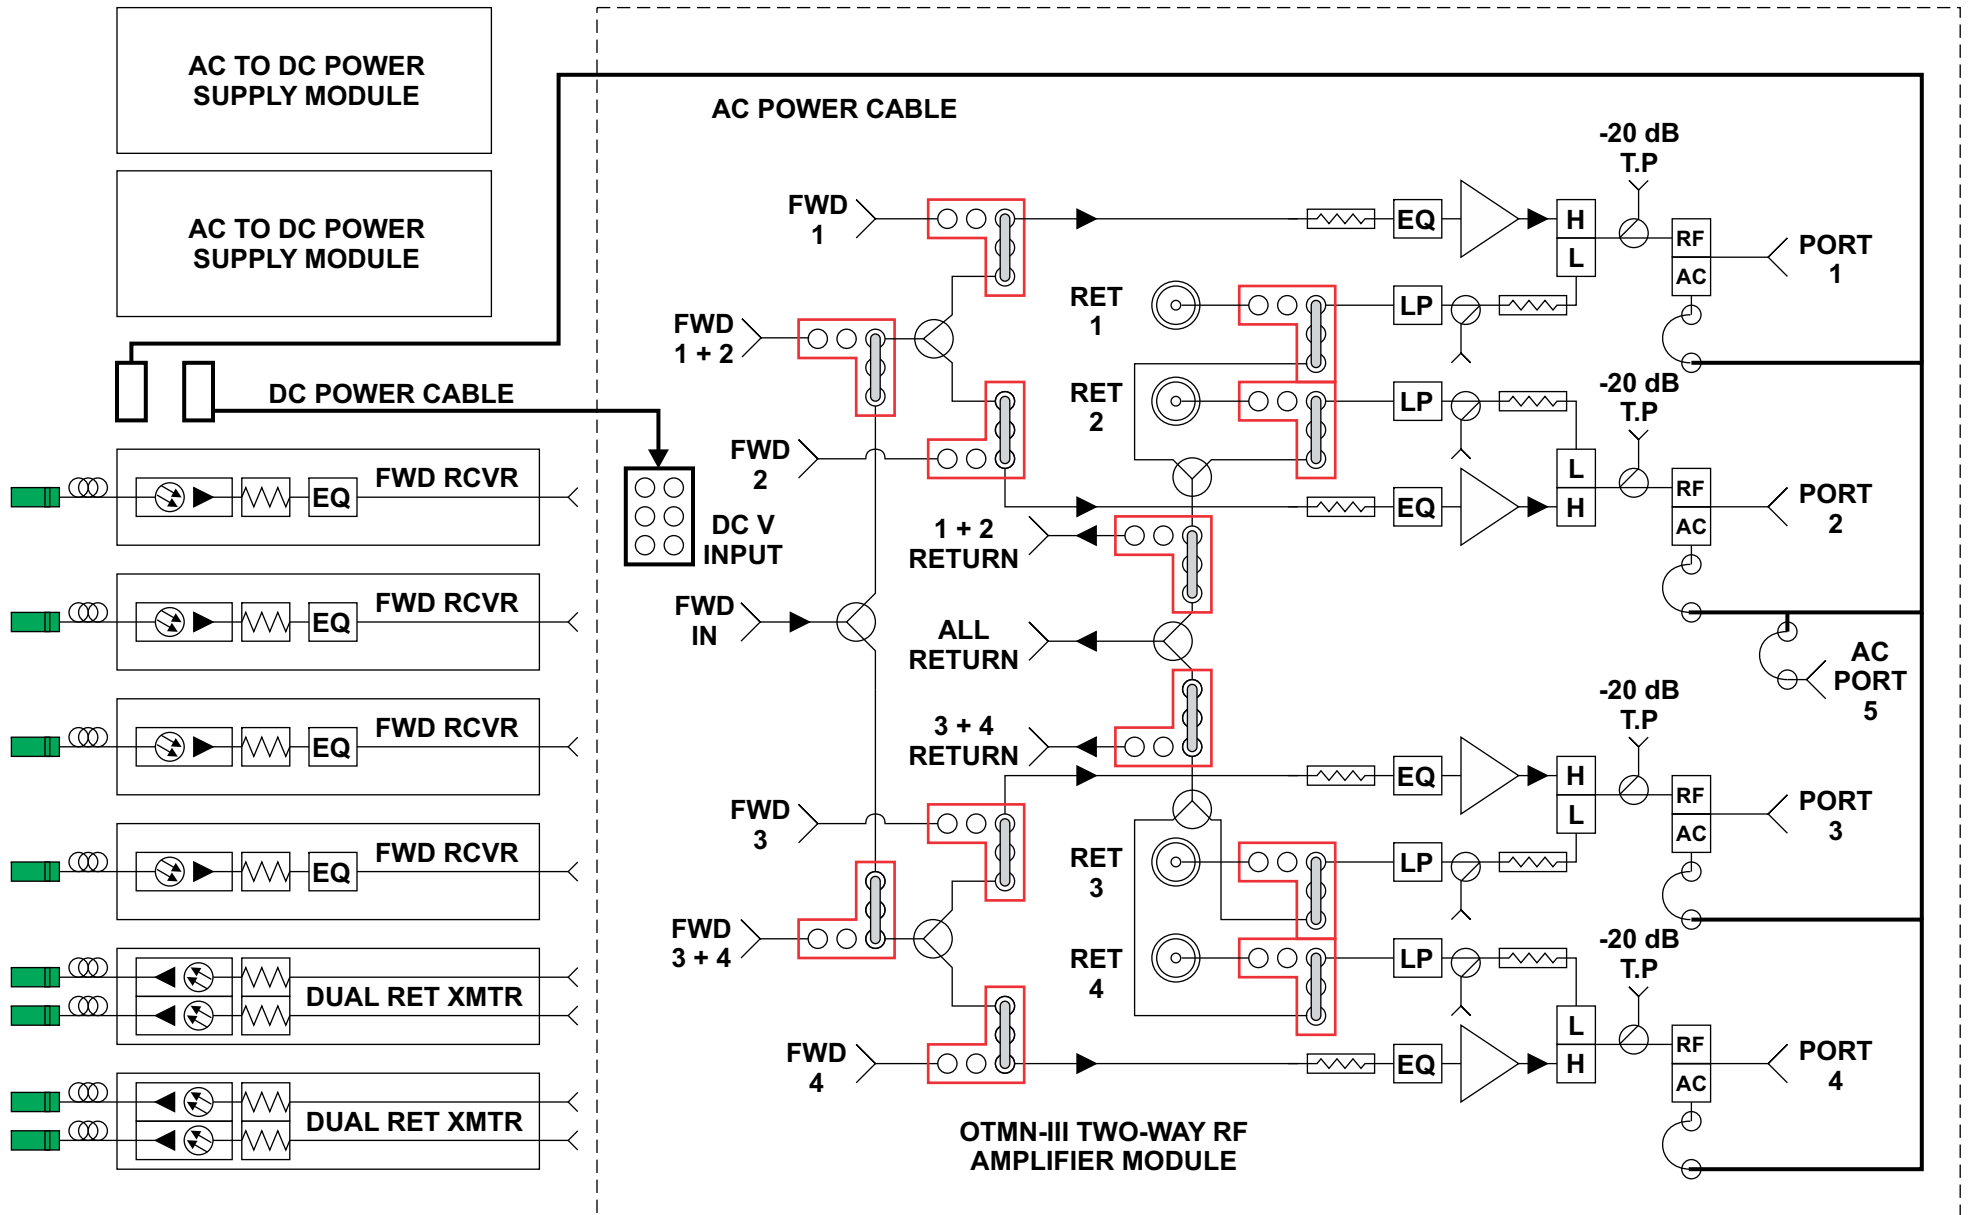 AC TO DC POWER
SUPPLY MODULE
AC TO DC POWER
SUPPLY MODULE
DC POWER CABLE
FWD RCVR
EQ
FWD RCVR
EQ
FWD RCVR
EQ
FWD RCVR
EQ
DUAL RET XMTR
DUAL RET XMTR
AC POWER CABLE
DC V
INPUT
FWD
1
FWD
1 + 2
FWD
2
FWD
IN
FWD
3
FWD
3 + 4
FWD
4
RET
1
RET
2
1 + 2
RETURN
ALL
RETURN
3 + 4
RETURN
RET
3
RET
4
EQ
H
L
-20 dB
T.P
RF
AC
PORT
1
LP
LP
-20 dB
T.P
L
H
EQ
RF
AC
PORT
2
AC
PORT
5
EQ
H
L
-20 dB
T.P
RF
AC
PORT
3
LP
LP
-20 dB
T.P
L
H
EQ
RF
AC
PORT
4
OTMN-III TWO-WAY RF
AMPLIFIER MODULE